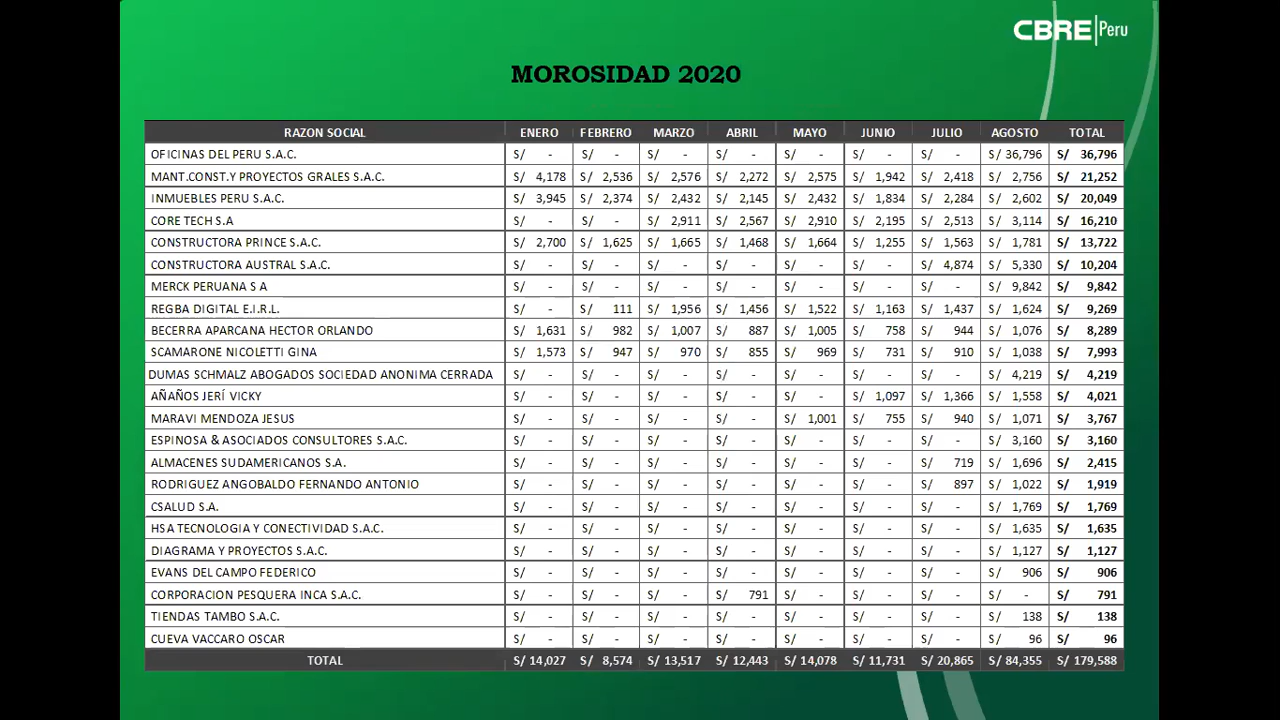 CBRE Peru
MOROSIDAD 2020
RAZON SOCIAL ENERO FEBRERO MARZO ABRIL MAYO JUNIO JULIO AGOSTO TOTAL
OFICINAS DEL PERU S.A.C. S/ - S/ - S/ - S/ - S/ - S/ - S/ - S/ 36,796 S/ 36,796
MANT.CONST.Y PROYECTOS GRALES S.A.C. S/ 4,178 S/ 2,536 S/ 2,576 S/ 2,272 S/ 2,575 S/ 1,942 S/ 2,418 S/ 2,756 S/ 21,252
INMUEBLES PERU S.A.C. S/ 3,945 S/ 2,374 S/ 2,432 S/ 2,145 S/ 2,432 S/ 1,834 S/ 2,284 S/ 2,602 S/ 20,049
CORE TECH S.A S/ - S/ - S/ 2,911 S/ 2,567 S/ 2,910 S/ 2,195 S/ 2,513 S/ 3,114 S/ 16,210
CONSTRUCTORA PRINCE S.A.C. S/ 2,700 S/ 1,625 S/ 1,665 S/ 1,468 S/ 1,664 S/ 1,255 S/ 1,563 S/ 1,781 S/ 13,722
CONSTRUCTORA AUSTRAL S.A.C. S/ - S/ - S/ - S/ - S/ - S/ - S/ 4,874 S/ 5,330 S/ 10,204
MERCK PERUANA S A S/ - S/ - S/ - S/ - S/ - S/ - S/ - S/ 9,842 S/ 9,842
REGBA DIGITAL E.I.R.L. S/ - S/ 111 S/ 1,956 S/ 1,456 S/ 1,522 S/ 1,163 S/ 1,437 S/ 1,624 S/ 9,269
BECERRA APARCANA HECTOR ORLANDO S/ 1,631 S/ 982 S/ 1,007 S/ 887 S/ 1,005 S/ 758 S/ 944 S/ 1,076 S/ 8,289
SCAMARONE NICOLETTI GINA S/ 1,573 S/ 947 S/ 970 S/ 855 S/ 969 S/ 731 S/ 910 S/ 1,038 S/ 7,993
DUMAS SCHMALZ ABOGADOS SOCIEDAD ANONIMA CERRADA S/ - S/ - S/ - S/ - S/ - S/ - S/ - S/ 4,219 S/ 4,219
AÑAÑOS JERÍ VICKY S/ - S/ - S/ - S/ - S/ - S/ 1,097 S/ 1,366 S/ 1,558 S/ 4,021
MARAVI MENDOZA JESUS S/ - S/ - S/ - S/ - S/ 1,001 S/ 755 S/ 940 S/ 1,071 S/ 3,767
ESPINOSA & ASOCIADOS CONSULTORES S.A.C. S/ - S/ - S/ - S/ - S/ - S/ - S/ - S/ 3,160 S/ 3,160
ALMACENES SUDAMERICANOS S.A. S/ - S/ - S/ - S/ - S/ - S/ - S/ 719 S/ 1,696 S/ 2,415
RODRIGUEZ ANGOBALDO FERNANDO ANTONIO S/ - S/ - S/ - S/ - S/ - S/ - S/ 897 S/ 1,022 S/ 1,919
CSALUD S.A. S/ - S/ - S/ - S/ - S/ - S/ - S/ - S/ 1,769 S/ 1,769
HSA TECNOLOGIA Y CONECTIVIDAD S.A.C. S/ - S/ - S/ - S/ - S/ - S/ - S/ - S/ 1,635 S/ 1,635
DIAGRAMA Y PROYECTOS S.A.C. S/ - S/ - S/ - S/ - S/ - S/ - S/ - S/ 1,127 S/ 1,127
EVANS DEL CAMPO FEDERICO S/ - S/ - S/ - S/ - S/ - S/ - S/ - S/ 906 S/ 906
CORPORACION PESQUERA INCA S.A.C. S/ - S/ - S/ - S/ 791 S/ - S/ - S/ - S/ - S/ 791
TIENDAS TAMBO S.A.C. S/ - S/ - S/ - S/ - S/ - S/ - S/ - S/ 138 S/ 138
CUEVA VACCARO OSCAR S/ - S/ - S/ - S/ - S/ - S/ - S/ - S/ 96 S/ 96
TOTAL S/ 14,027 S/ 8,574 S/ 13,517 S/ 12,443 S/ 14,078 S/ 11,731 S/ 20,865 S/ 84,355 S/ 179,588